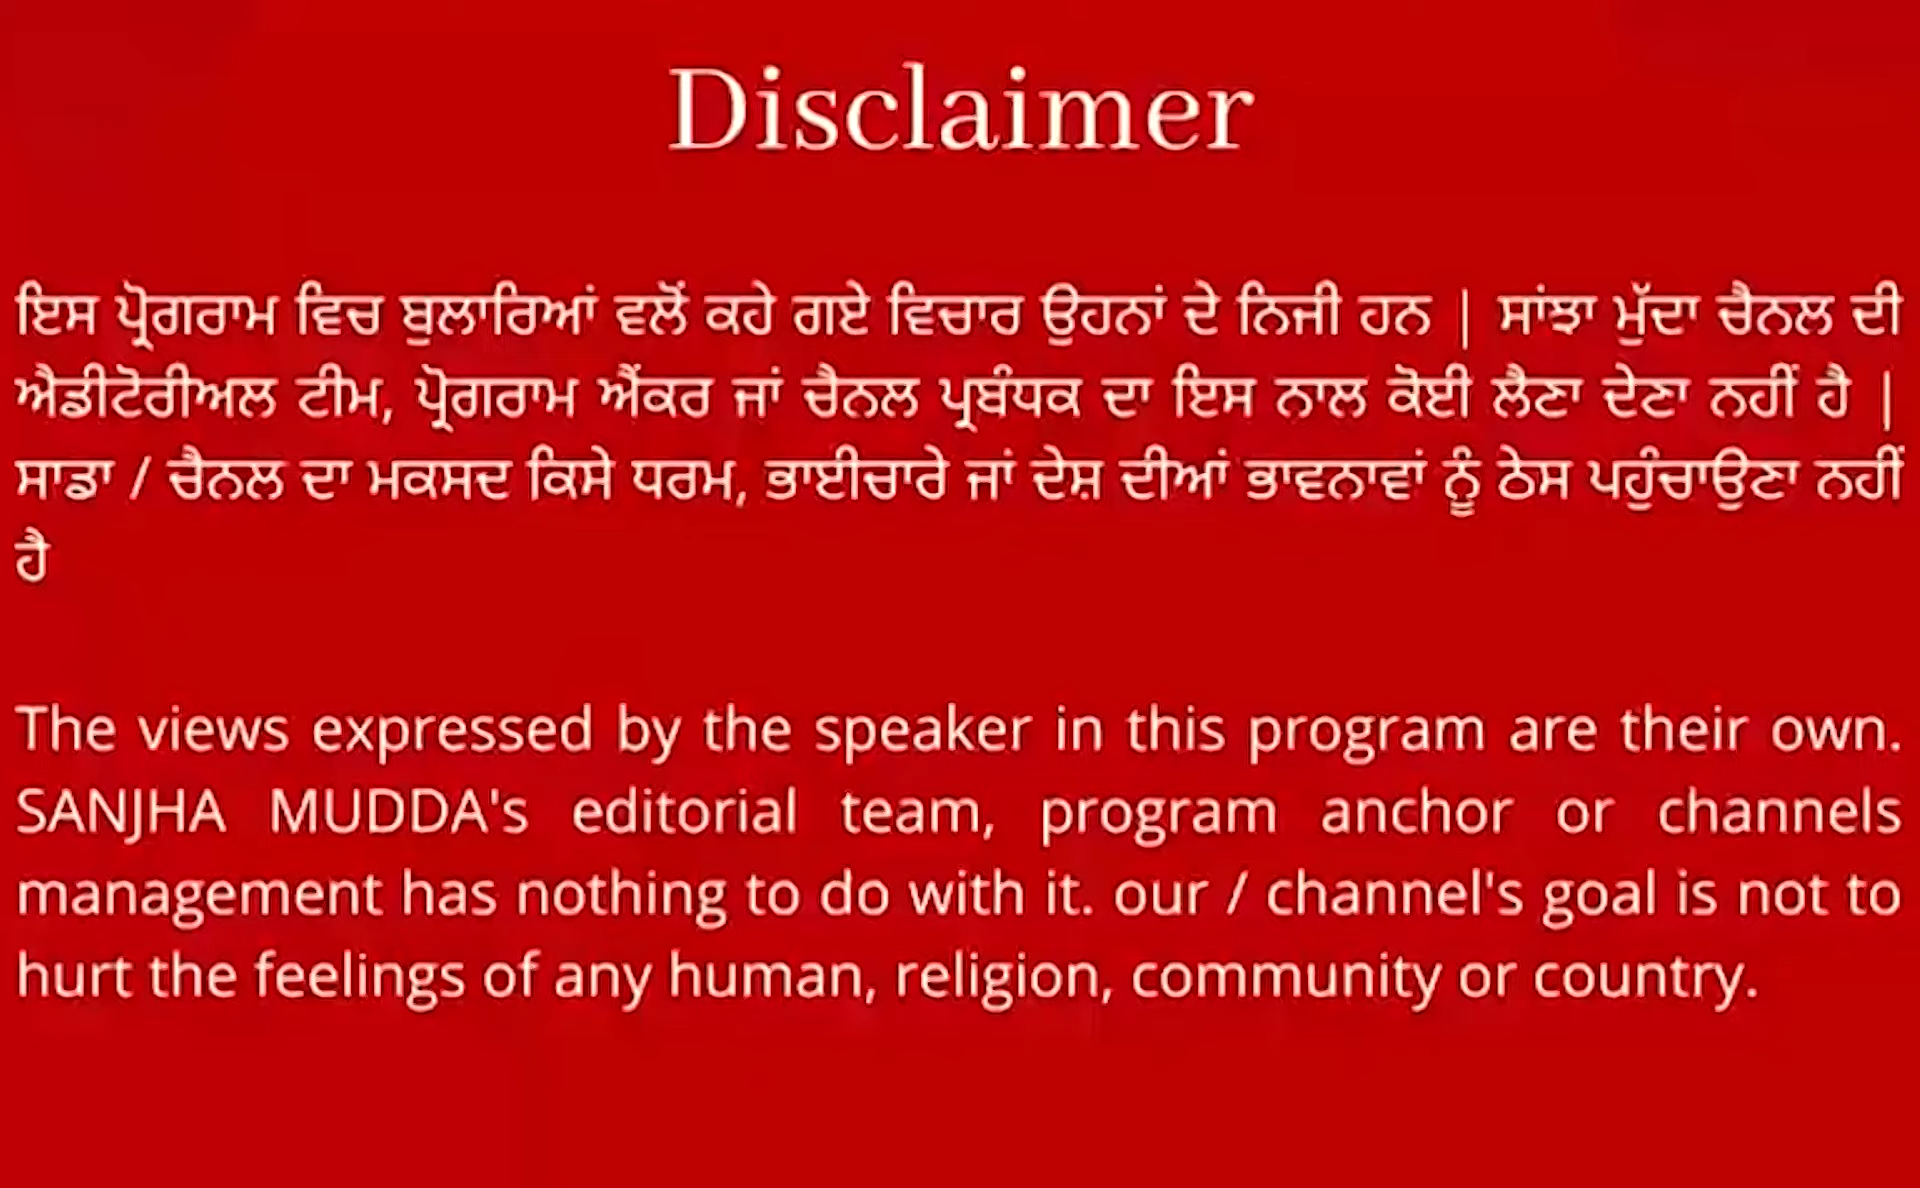 Disclaimer
ਇਸ ਪ੍ਰੋਗਰਾਮ ਵਿਚ ਬੁਲਾਰਿਆਂ ਵਲੋਂ ਕਹੇ ਗਏ ਵਿਚਾਰ ਉਹਨਾਂ ਦੇ ਨਿਜੀ ਹਨ | ਸਾਂਝਾ ਮੁੱਦਾ ਚੈਨਲ ਦੀ
ਐਡੀਟੋਰੀਅਲ ਟੀਮ, ਪ੍ਰੋਗਰਾਮ ਐਂਕਰ ਜਾਂ ਚੈਨਲ ਪ੍ਰਬੰਧਕ ਦਾ ਇਸ ਨਾਲ ਕੋਈ ਲੈਣਾ ਦੇਣਾ ਨਹੀਂ ਹੈ |
ਸਾਡਾ / ਚੈਨਲ ਦਾ ਮਕਸਦ ਕਿਸੇ ਧਰਮ, ਭਾਈਚਾਰੇ ਜਾਂ ਦੇਸ਼ ਦੀਆਂ ਭਾਵਨਾਵਾਂ ਨੂੰ ਠੇਸ ਪਹੁੰਚਾਉਣਾ ਨਹੀਂ
ਹੈ
The views expressed by the speaker in this program are their own.
SANJHA MUDDA's editorial team, program anchor or channels
management has nothing to do with it. our / channel's goal is not to
hurt the feelings of any human, religion, community or country.